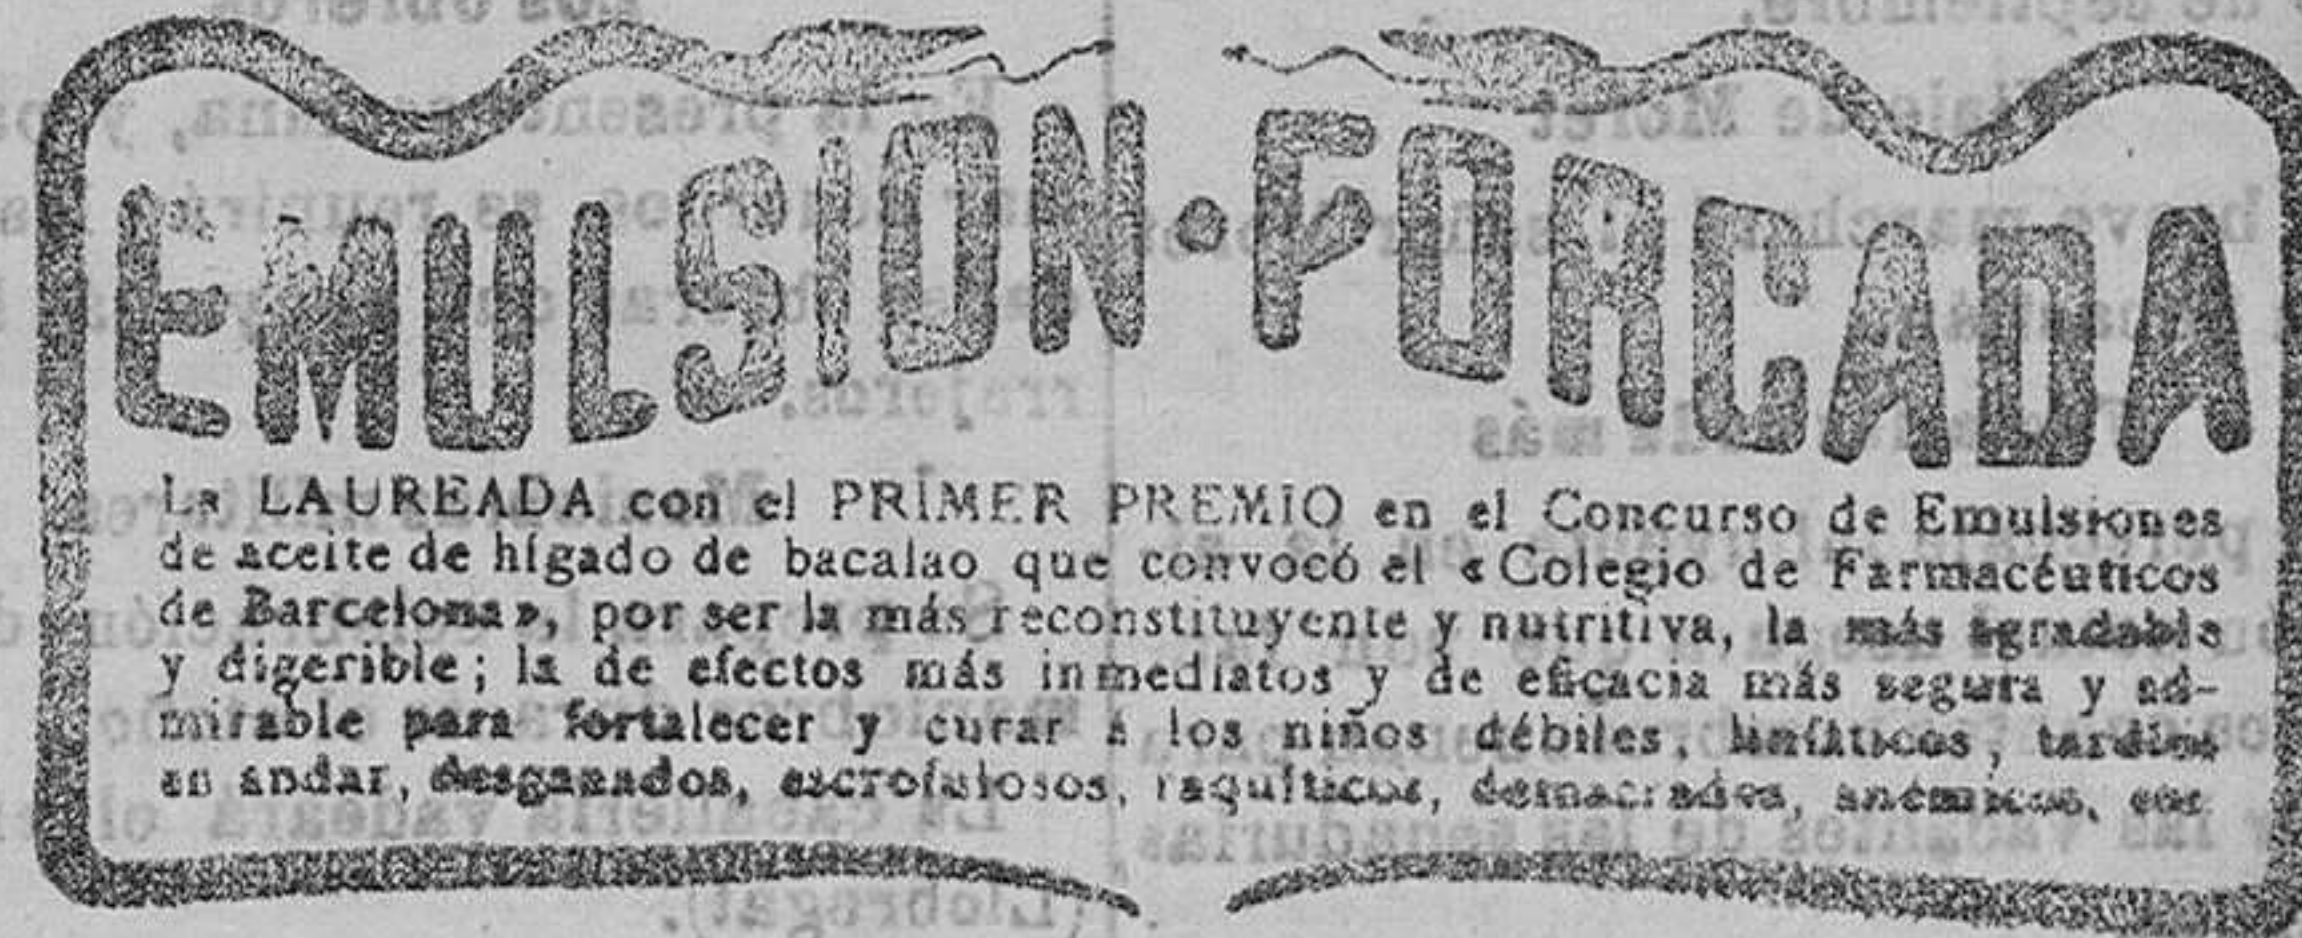 EMULSION·FORCADA
La LAUREADA con el PRIMER PREMIO en el Concurso de Emulsiones
de aceite de hígado de bacalao que convocó el «Colegio de Farmacéuticos
de Barcelona», por ser la más reconstituyente y nutritiva, la más agradable
y digerible; la de efectos más inmediatos y de eficacia más segura y ad-
mirable para fortalecer y curar á los niños débiles, linfáticos, tardíos
en andar, desganados, escrofulosos, raquíticos, demacrados, anémicos, etc